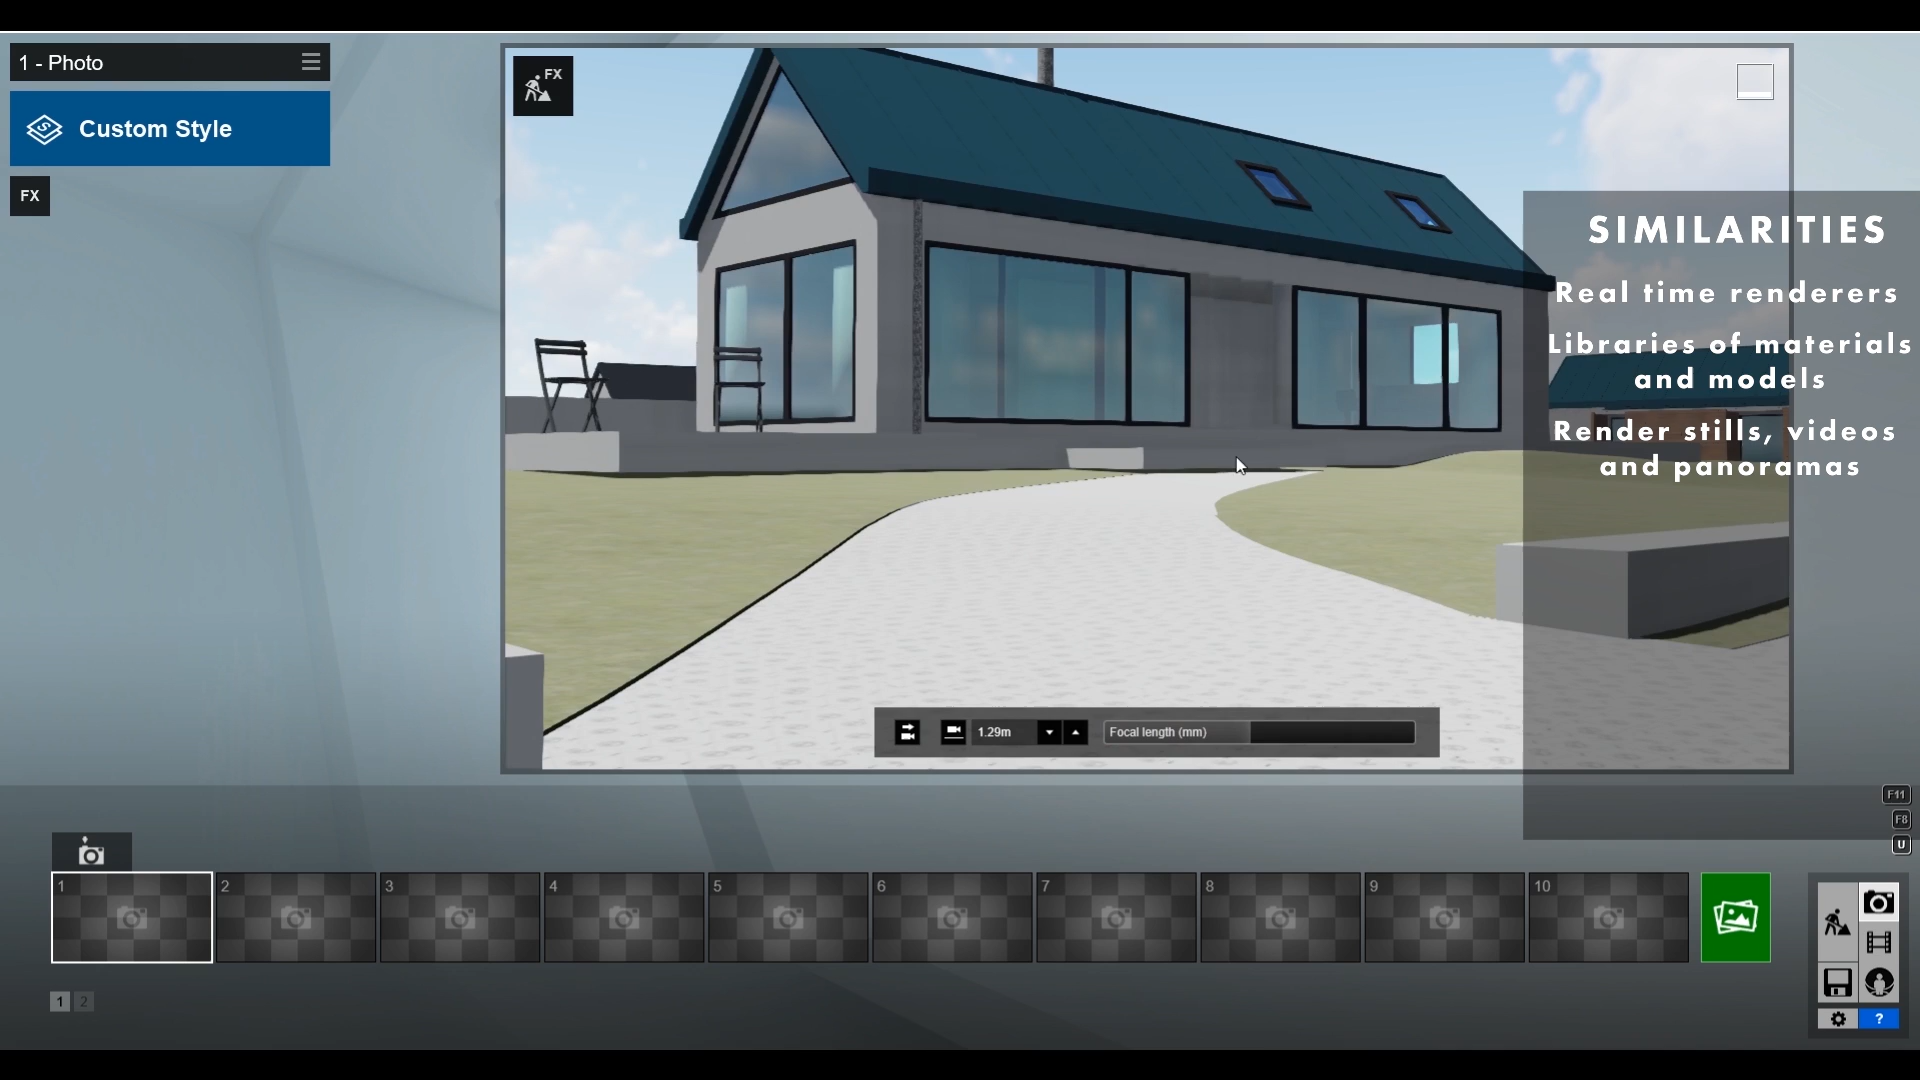 1 - Photo
Custom Style
FX
FX
SIMILARITIES
Real time renderers
Libraries of materials
and models
Render stills, videos
and panoramas
1.29m
Focal length (mm)
F11
F8
U
1
2
3
4
5
6
7
8
9
10
1 2
?